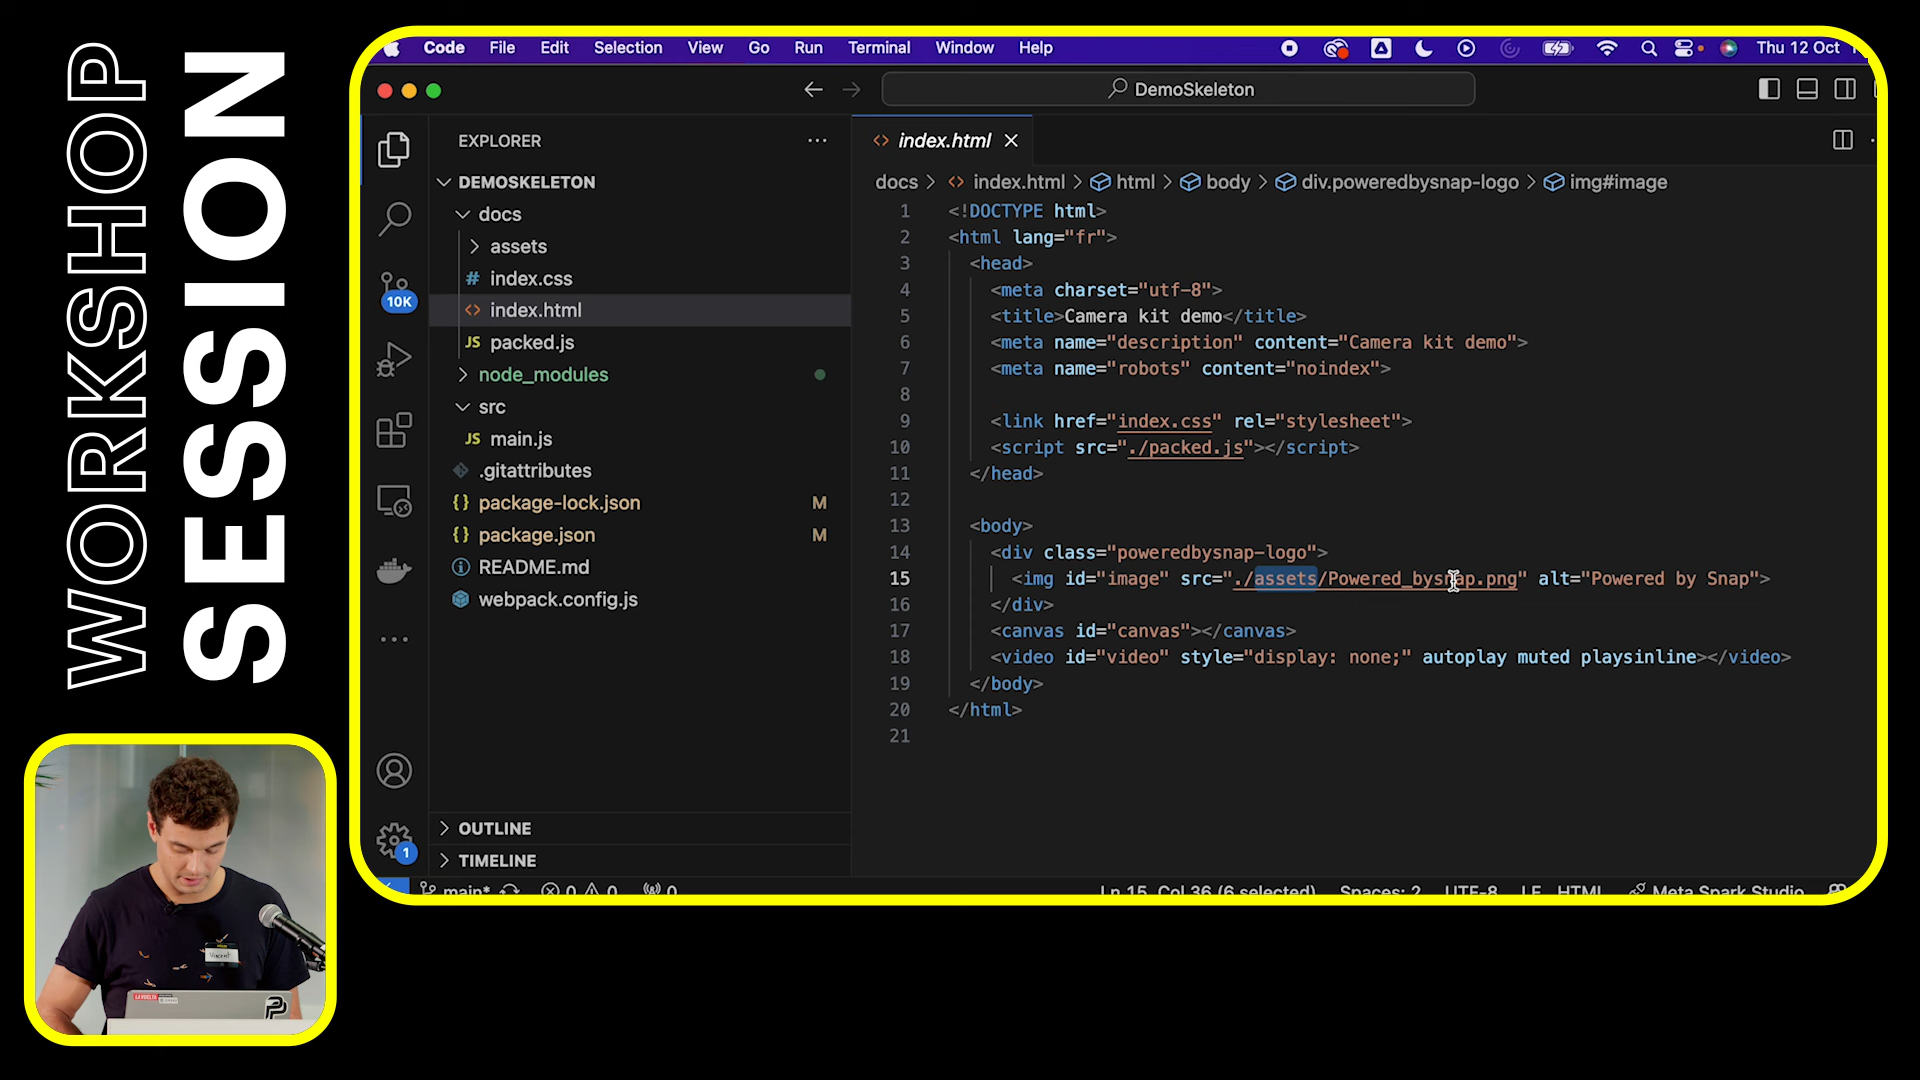 WORKSHOP
SESSION
Code File Edit Selection View Go Run Terminal Window Help Thu 12 Oct
DemoSkeleton
EXPLORER
DEMOSKELETON
docs
assets
# index.css
<> index.html
JS packed.js
node_modules
src
JS main.js
.gitattributes
{} package-lock.json M
{} package.json M
README.md
webpack.config.js
OUTLINE
TIMELINE
10K
1
<> index.html
docs > <> index.html > html > body > div.poweredbysnap-logo > img#image
1 <!DOCTYPE html>
2 <html lang="fr">
3 <head>
4 <meta charset="utf-8">
5 <title>Camera kit demo</title>
6 <meta name="description" content="Camera kit demo">
7 <meta name="robots" content="noindex">
8
9 <link href="index.css" rel="stylesheet">
10 <script src="./packed.js"></script>
11 </head>
12
13 <body>
14 <div class="poweredbysnap-logo">
15 <img id="image" src="./assets/Powered_bysnap.png" alt="Powered by Snap">
16 </div>
17 <canvas id="canvas"></canvas>
18 <video id="video" style="display: none;" autoplay muted playsinline></video>
19 </body>
20 </html>
21
main* 0 0 0 Ln 15, Col 36 (6 selected) Spaces: 2 UTF-8 LF HTML Meta Spark Studio
Vincent
LA VUELTA